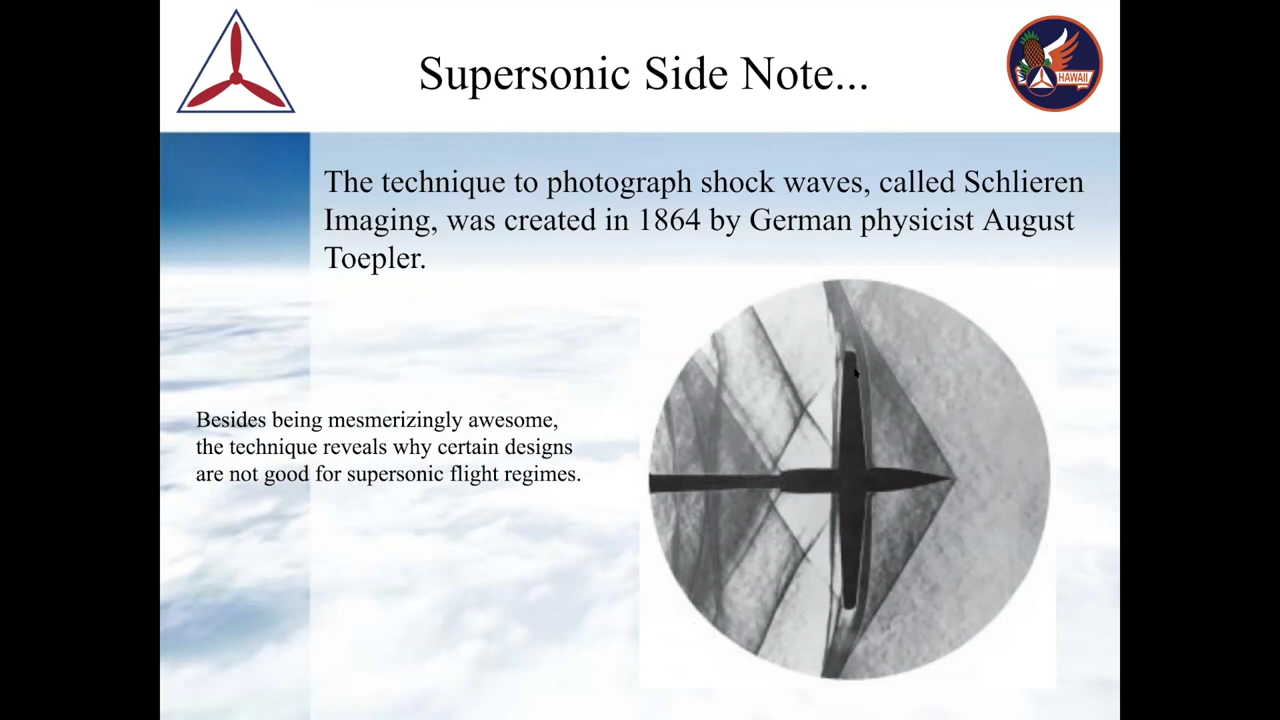 Supersonic Side Note...
HAWAII
The technique to photograph shock waves, called Schlieren
Imaging, was created in 1864 by German physicist August
Toepler.
Besides being mesmerizingly awesome,
the technique reveals why certain designs
are not good for supersonic flight regimes.